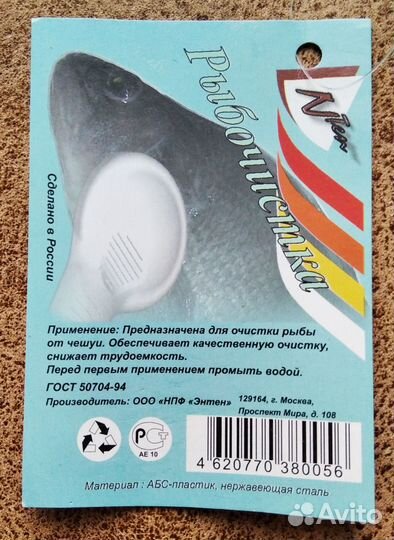 Рыбочистка
Сделано в России
Применение: Предназначена для очистки рыбы
от чешуи. Обеспечивает качественную очистку,
снижает трудоемкость.
Перед первым применением промыть водой.
ГОСТ 50704-94
Производитель: ООО «НПФ «Энтен»
129164, г. Москва,
Проспект Мира, д. 108
АЕ 10
4 620770 380056
Материал : АБС-пластик, нержавеющая сталь
Avito